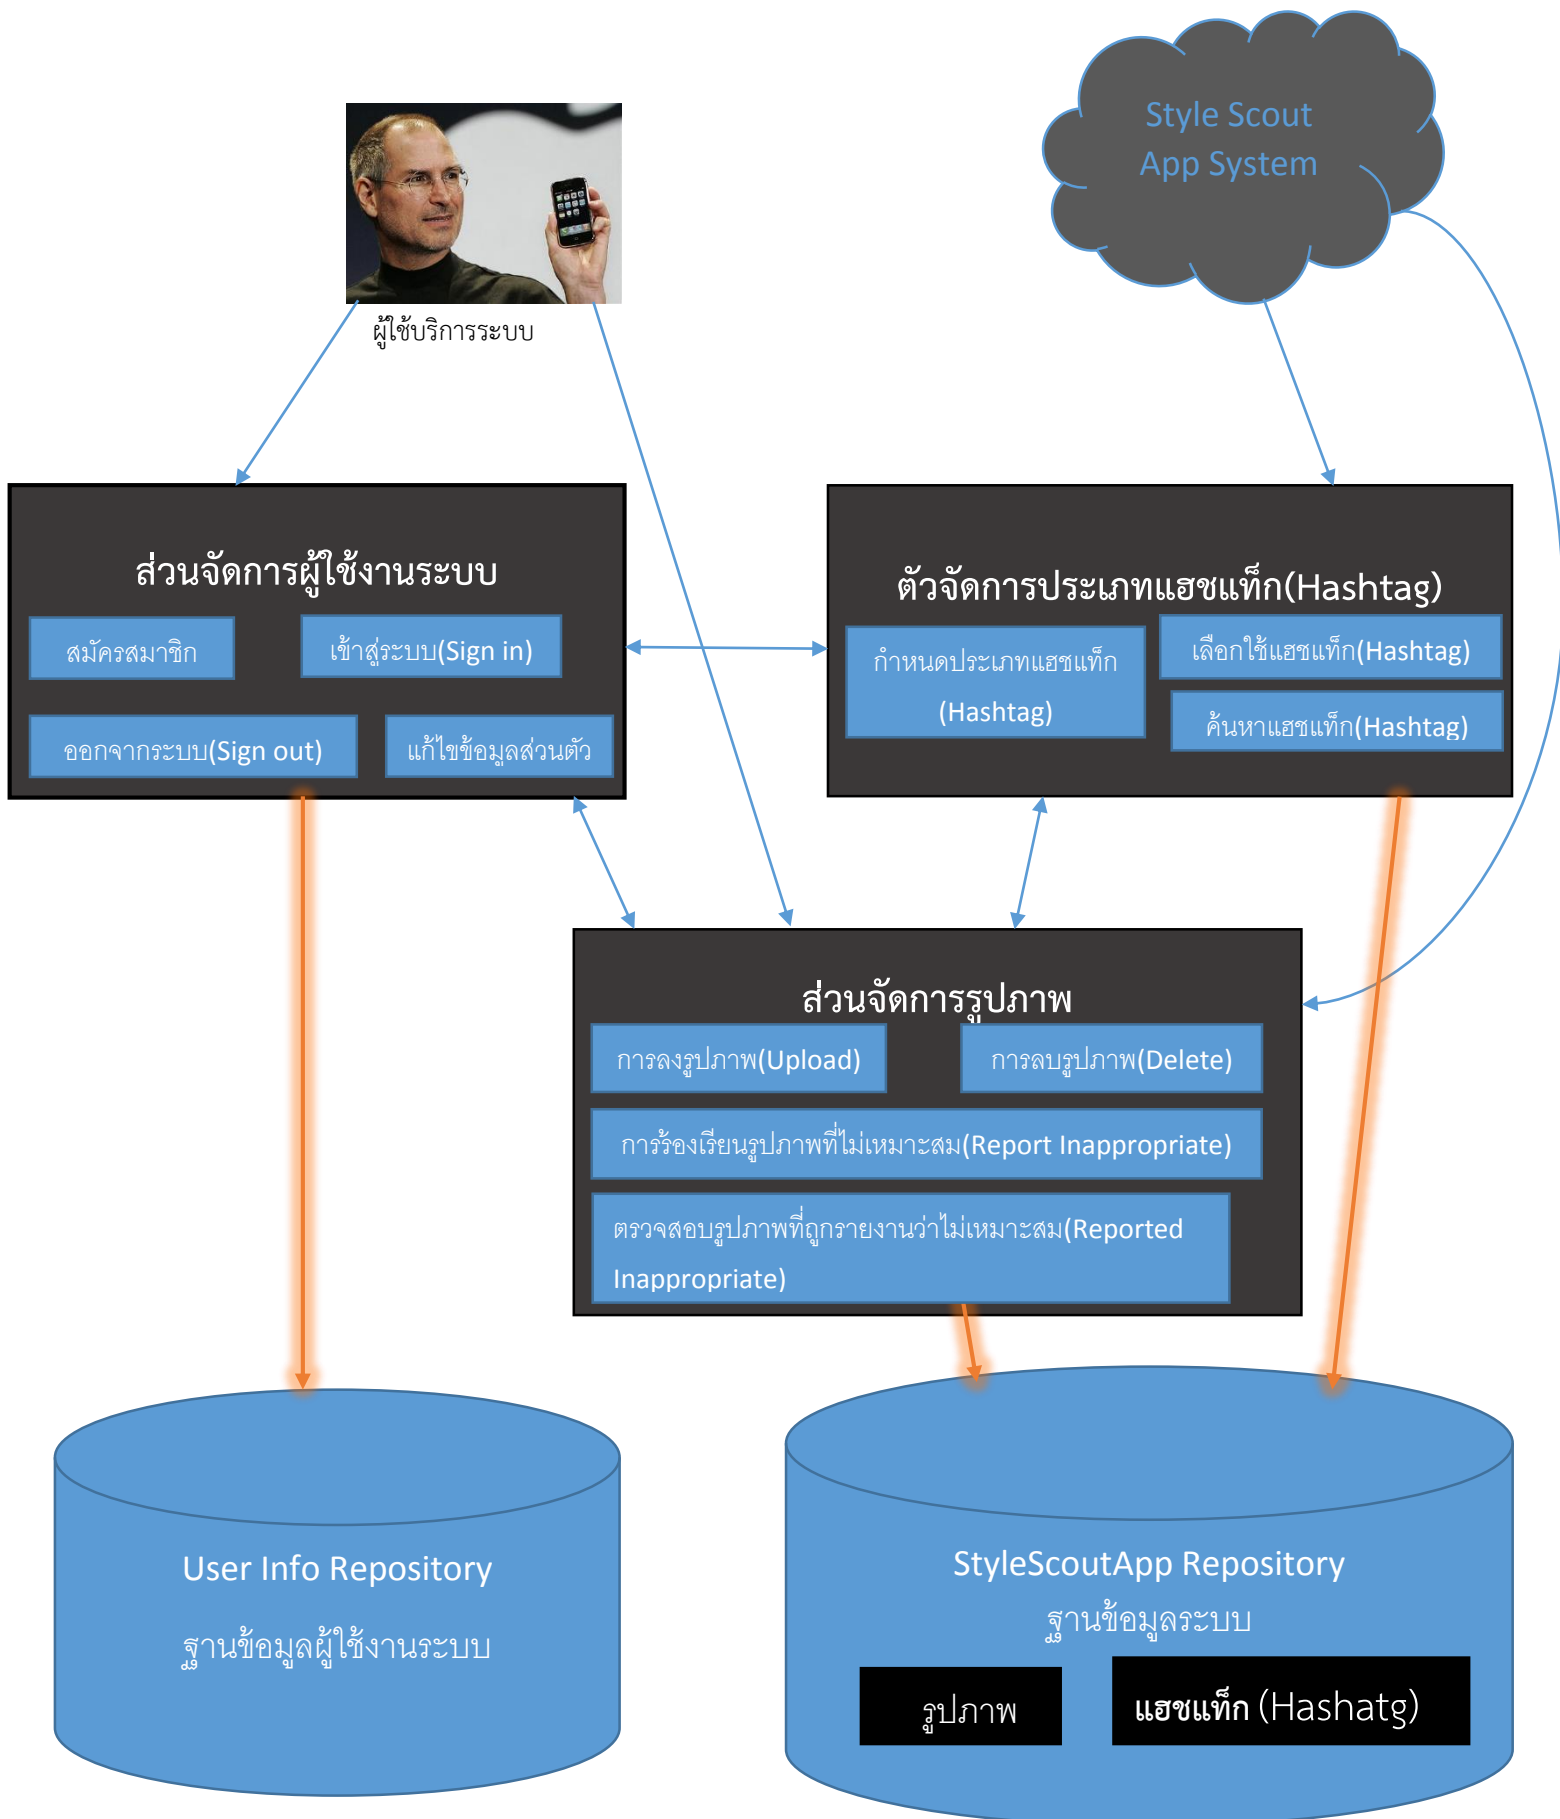 Style Scout
App System
ผู้ใช้บริการระบบ
ส่วนจัดการผู้ใช้งานระบบ
สมัครสมาชิก
เข้าสู่ระบบ(Sign in)
ออกจากระบบ(Sign out)
แก้ไขข้อมูลส่วนตัว
ตัวจัดการประเภทแฮชแท็ก(Hashtag)
กำหนดประเภทแฮชแท็ก
(Hashtag)
เลือกใช้แฮชแท็ก(Hashtag)
ค้นหาแฮชแท็ก(Hashtag)
ส่วนจัดการรูปภาพ
การลงรูปภาพ(Upload)
การลบรูปภาพ(Delete)
การร้องเรียนรูปภาพที่ไม่เหมาะสม(Report Inappropriate)
ตรวจสอบรูปภาพที่ถูกรายงานว่าไม่เหมาะสม(Reported
Inappropriate)
User Info Repository
ฐานข้อมูลผู้ใช้งานระบบ
StyleScoutApp Repository
ฐานข้อมูลระบบ
รูปภาพ
แฮชแท็ก (Hashatg)